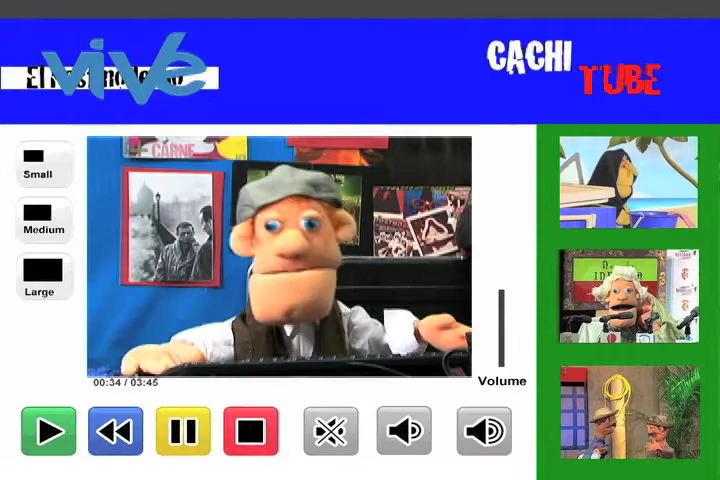 vive
CACHI
TUBE
Small
Medium
Large
CARNE
00:34 / 03:45
Volume